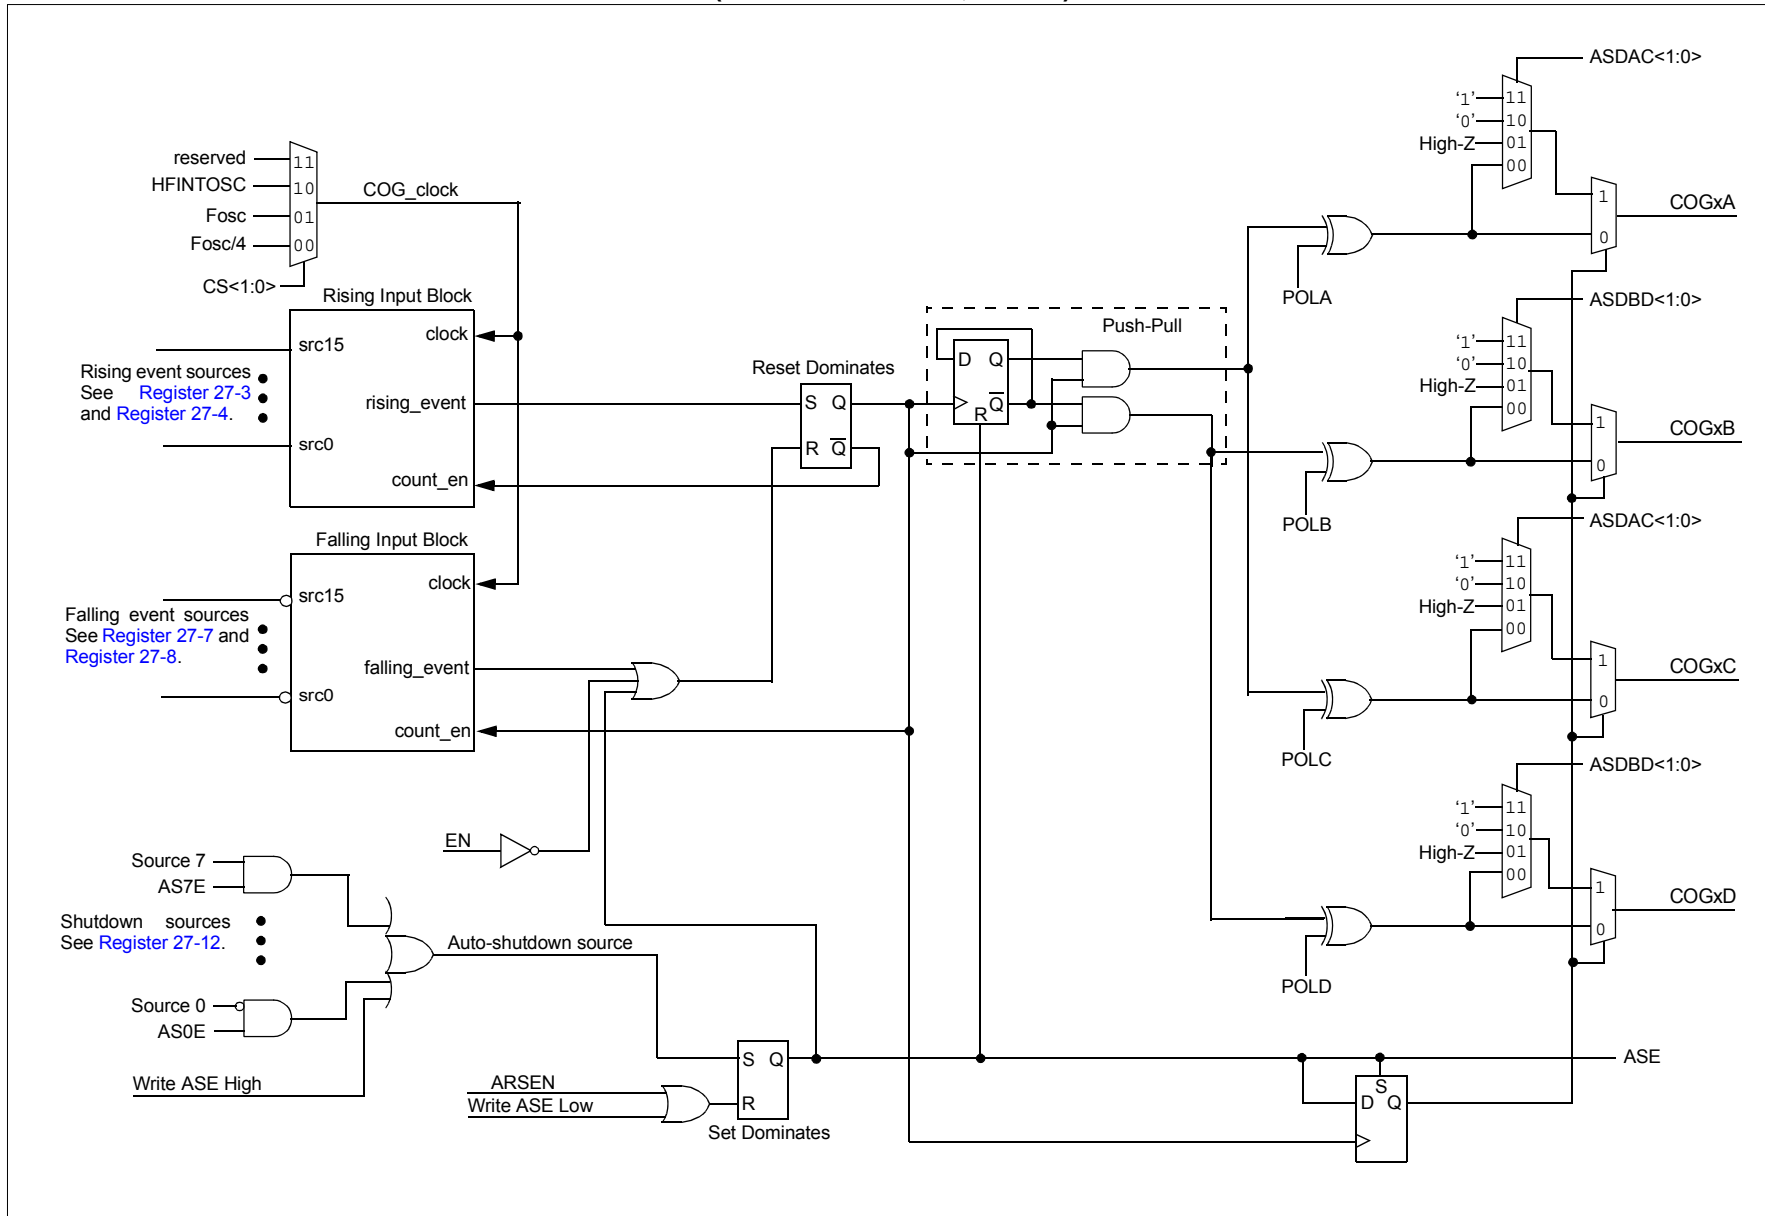 ASDAC<1:0>
'1' 11
'0' 10
High-Z 01
00
reserved 11
HFINTOSC 10
Fosc 01
Fosc/4 00
CS<1:0>
COG_clock
1
0
COGxA
POLA
Rising Input Block
clock
src15
Rising event sources
See Register 27-3
and Register 27-4.
rising_event
src0
count_en
Reset Dominates
S Q
R Q
Push-Pull
D Q
Q
R
ASDBD<1:0>
'1' 11
'0' 10
High-Z 01
00
1
0
COGxB
POLB
Falling Input Block
clock
src15
Falling event sources
See Register 27-7 and
Register 27-8.
falling_event
src0
count_en
ASDAC<1:0>
'1' 11
'0' 10
High-Z 01
00
1
0
COGxC
POLC
EN
Source 7
AS7E
Shutdown sources
See Register 27-12.
Source 0
AS0E
Write ASE High
Auto-shutdown source
ASDBD<1:0>
'1' 11
'0' 10
High-Z 01
00
1
0
COGxD
POLD
ARSEN
Write ASE Low
S Q
R
Set Dominates
ASE
S
D Q